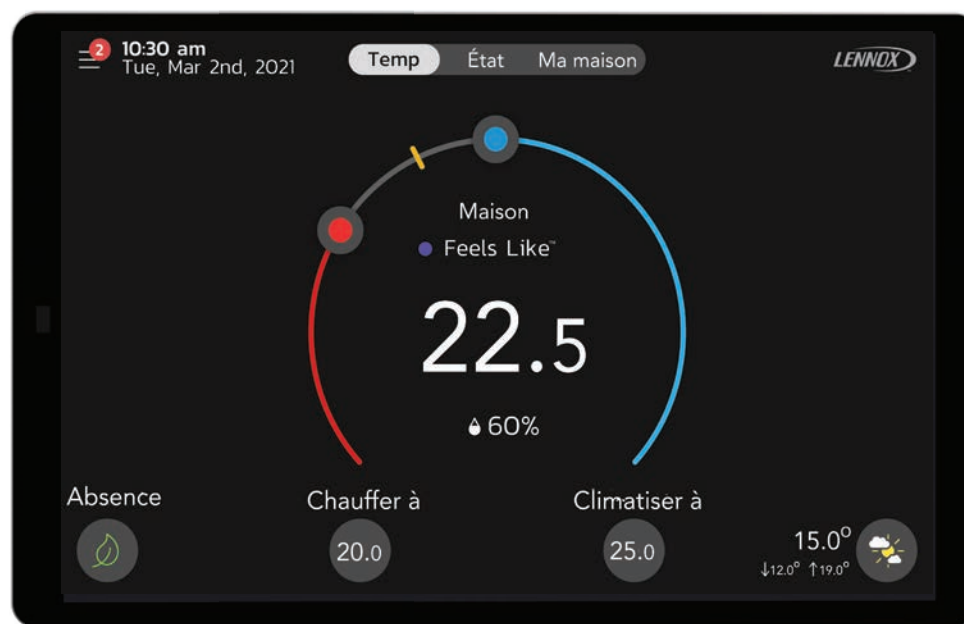 2
10:30 am
Tue, Mar 2nd, 2021
Temp État Ma maison
LENNOX
Maison
Feels Like™
22.5
60%
Absence
Chauffer à
Climatiser à
20.0
25.0
15.0°
↓12.0° ↑19.0°